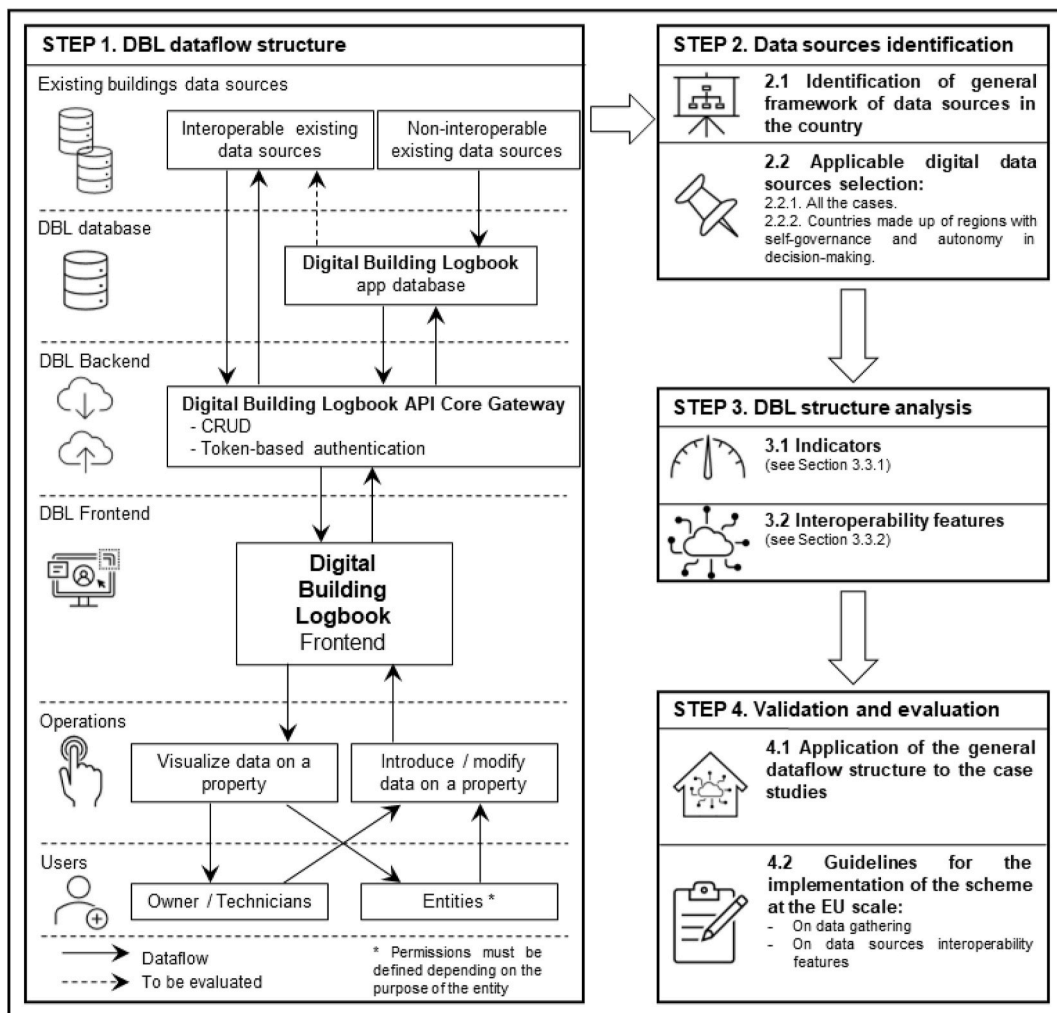 STEP 1. DBL dataflow structure
Existing buildings data sources
Interoperable existing
data sources
Non-interoperable
existing data sources
DBL database
Digital Building Logbook
app database
DBL Backend
Digital Building Logbook API Core Gateway
- CRUD
- Token-based authentication
DBL Frontend
Digital
Building
Logbook
Frontend
Operations
Visualize data on a
property
Introduce / modify
data on a property
Users
Owner / Technicians
Entities *
Dataflow
To be evaluated
* Permissions must be
defined depending on the
purpose of the entity
STEP 2. Data sources identification
2.1 Identification of general
framework of data sources in
the country
2.2 Applicable digital data
sources selection:
2.2.1. All the cases.
2.2.2. Countries made up of regions with
self-governance and autonomy in
decision-making.
STEP 3. DBL structure analysis
3.1 Indicators
(see Section 3.3.1)
3.2 Interoperability features
(see Section 3.3.2)
STEP 4. Validation and evaluation
4.1 Application of the general
dataflow structure to the case
studies
4.2 Guidelines for the
implementation of the scheme
at the EU scale:
- On data gathering
- On data sources interoperability
features